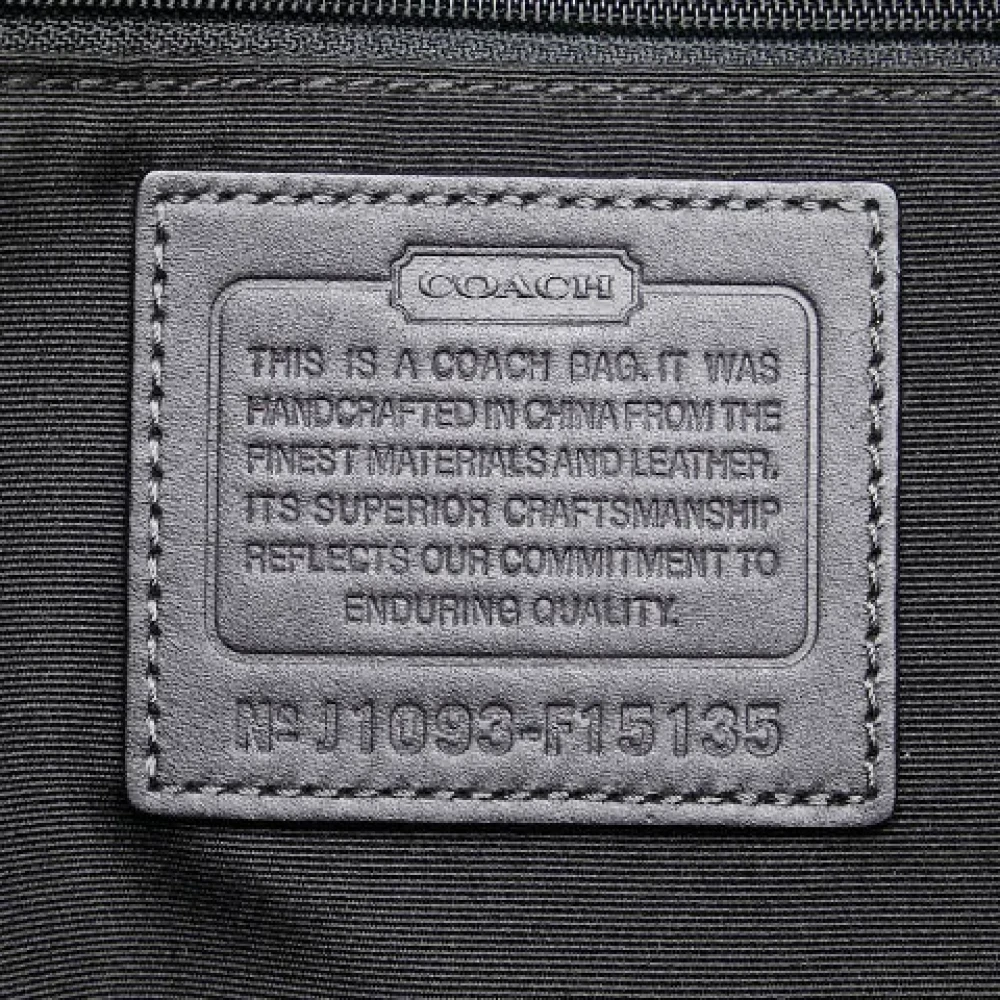 COACH
THIS IS A COACH BAG. IT WAS
HANDCRAFTED IN CHINA FROM THE
FINEST MATERIALS AND LEATHER.
ITS SUPERIOR CRAFTSMANSHIP
REFLECTS OUR COMMITMENT TO
ENDURING QUALITY.
Nº J1093-F15135